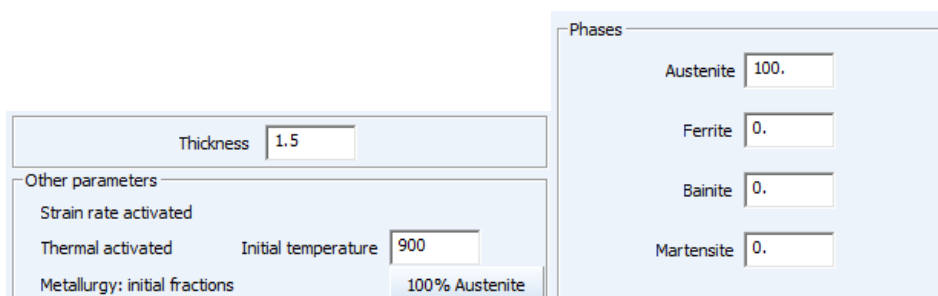 Thickness 1.5
Other parameters
Strain rate activated
Thermal activated Initial temperature 900
Metallurgy: initial fractions 100% Austenite
Phases
Austenite 100.
Ferrite 0.
Bainite 0.
Martensite 0.